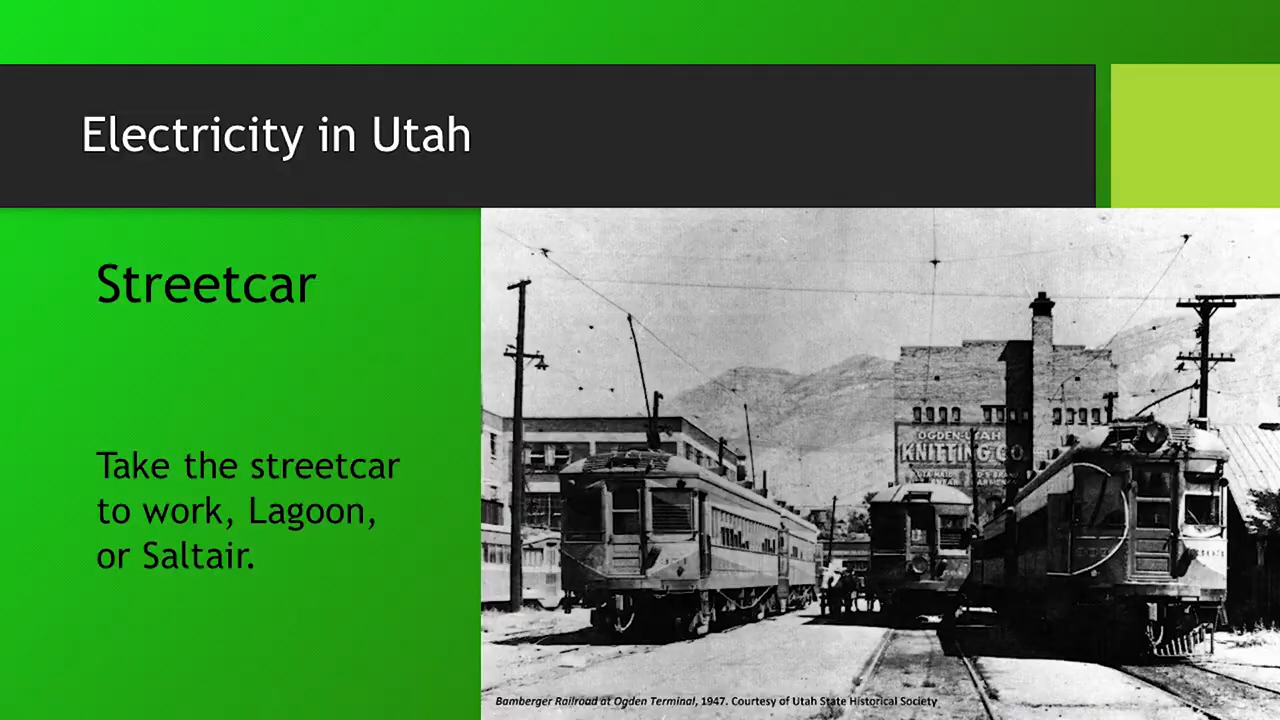 Electricity in Utah
Streetcar
Take the streetcar
to work, Lagoon,
or Saltair.
OGDEN-UTAH
KNITTING CO.
Bamberger Railroad at Ogden Terminal, 1947. Courtesy of Utah State Historical Society